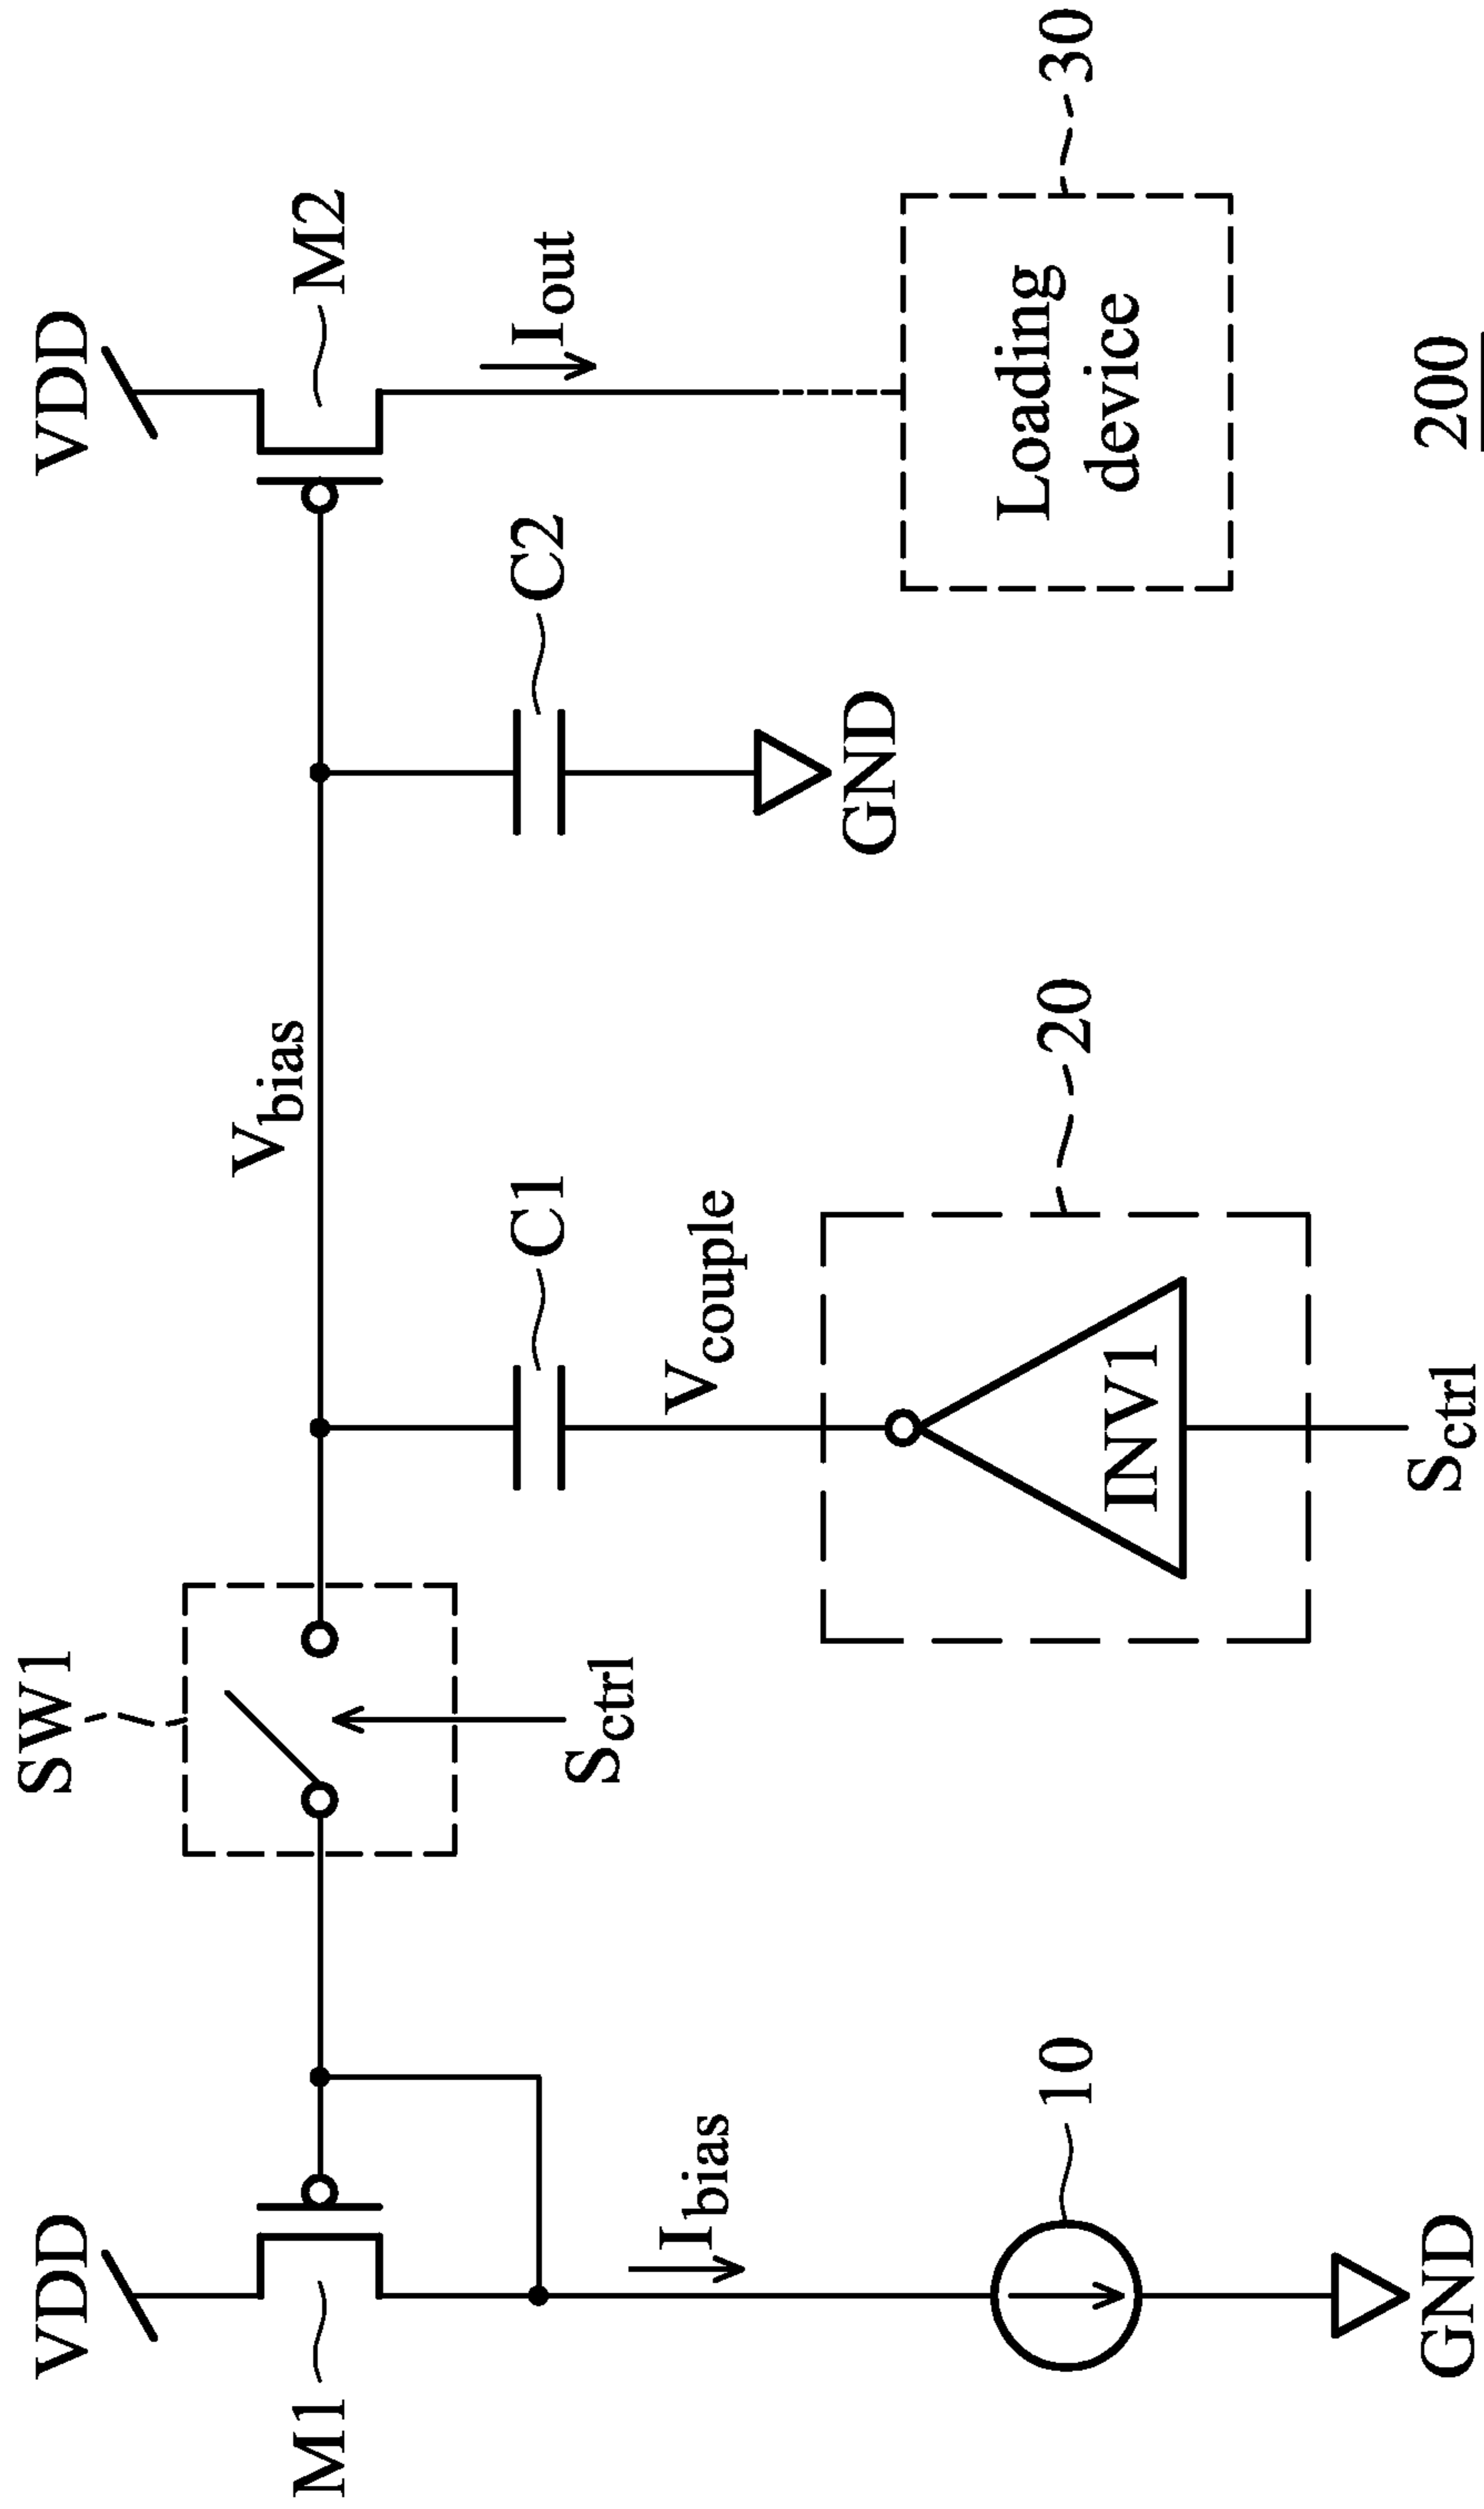 SW1
VDD
VDD
M1
Vbias
M2
C1
C2
Iout
Sctrl
Ibias
Vcouple
GND
10
INV1
20
Loading
device
30
GND
Sctrl
200